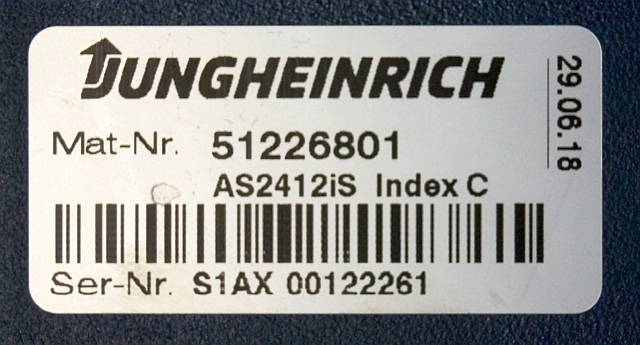 JUNGHEINRICH
29.06.18
Mat-Nr. 51226801
AS2412iS Index C
Ser-Nr. S1AX 00122261